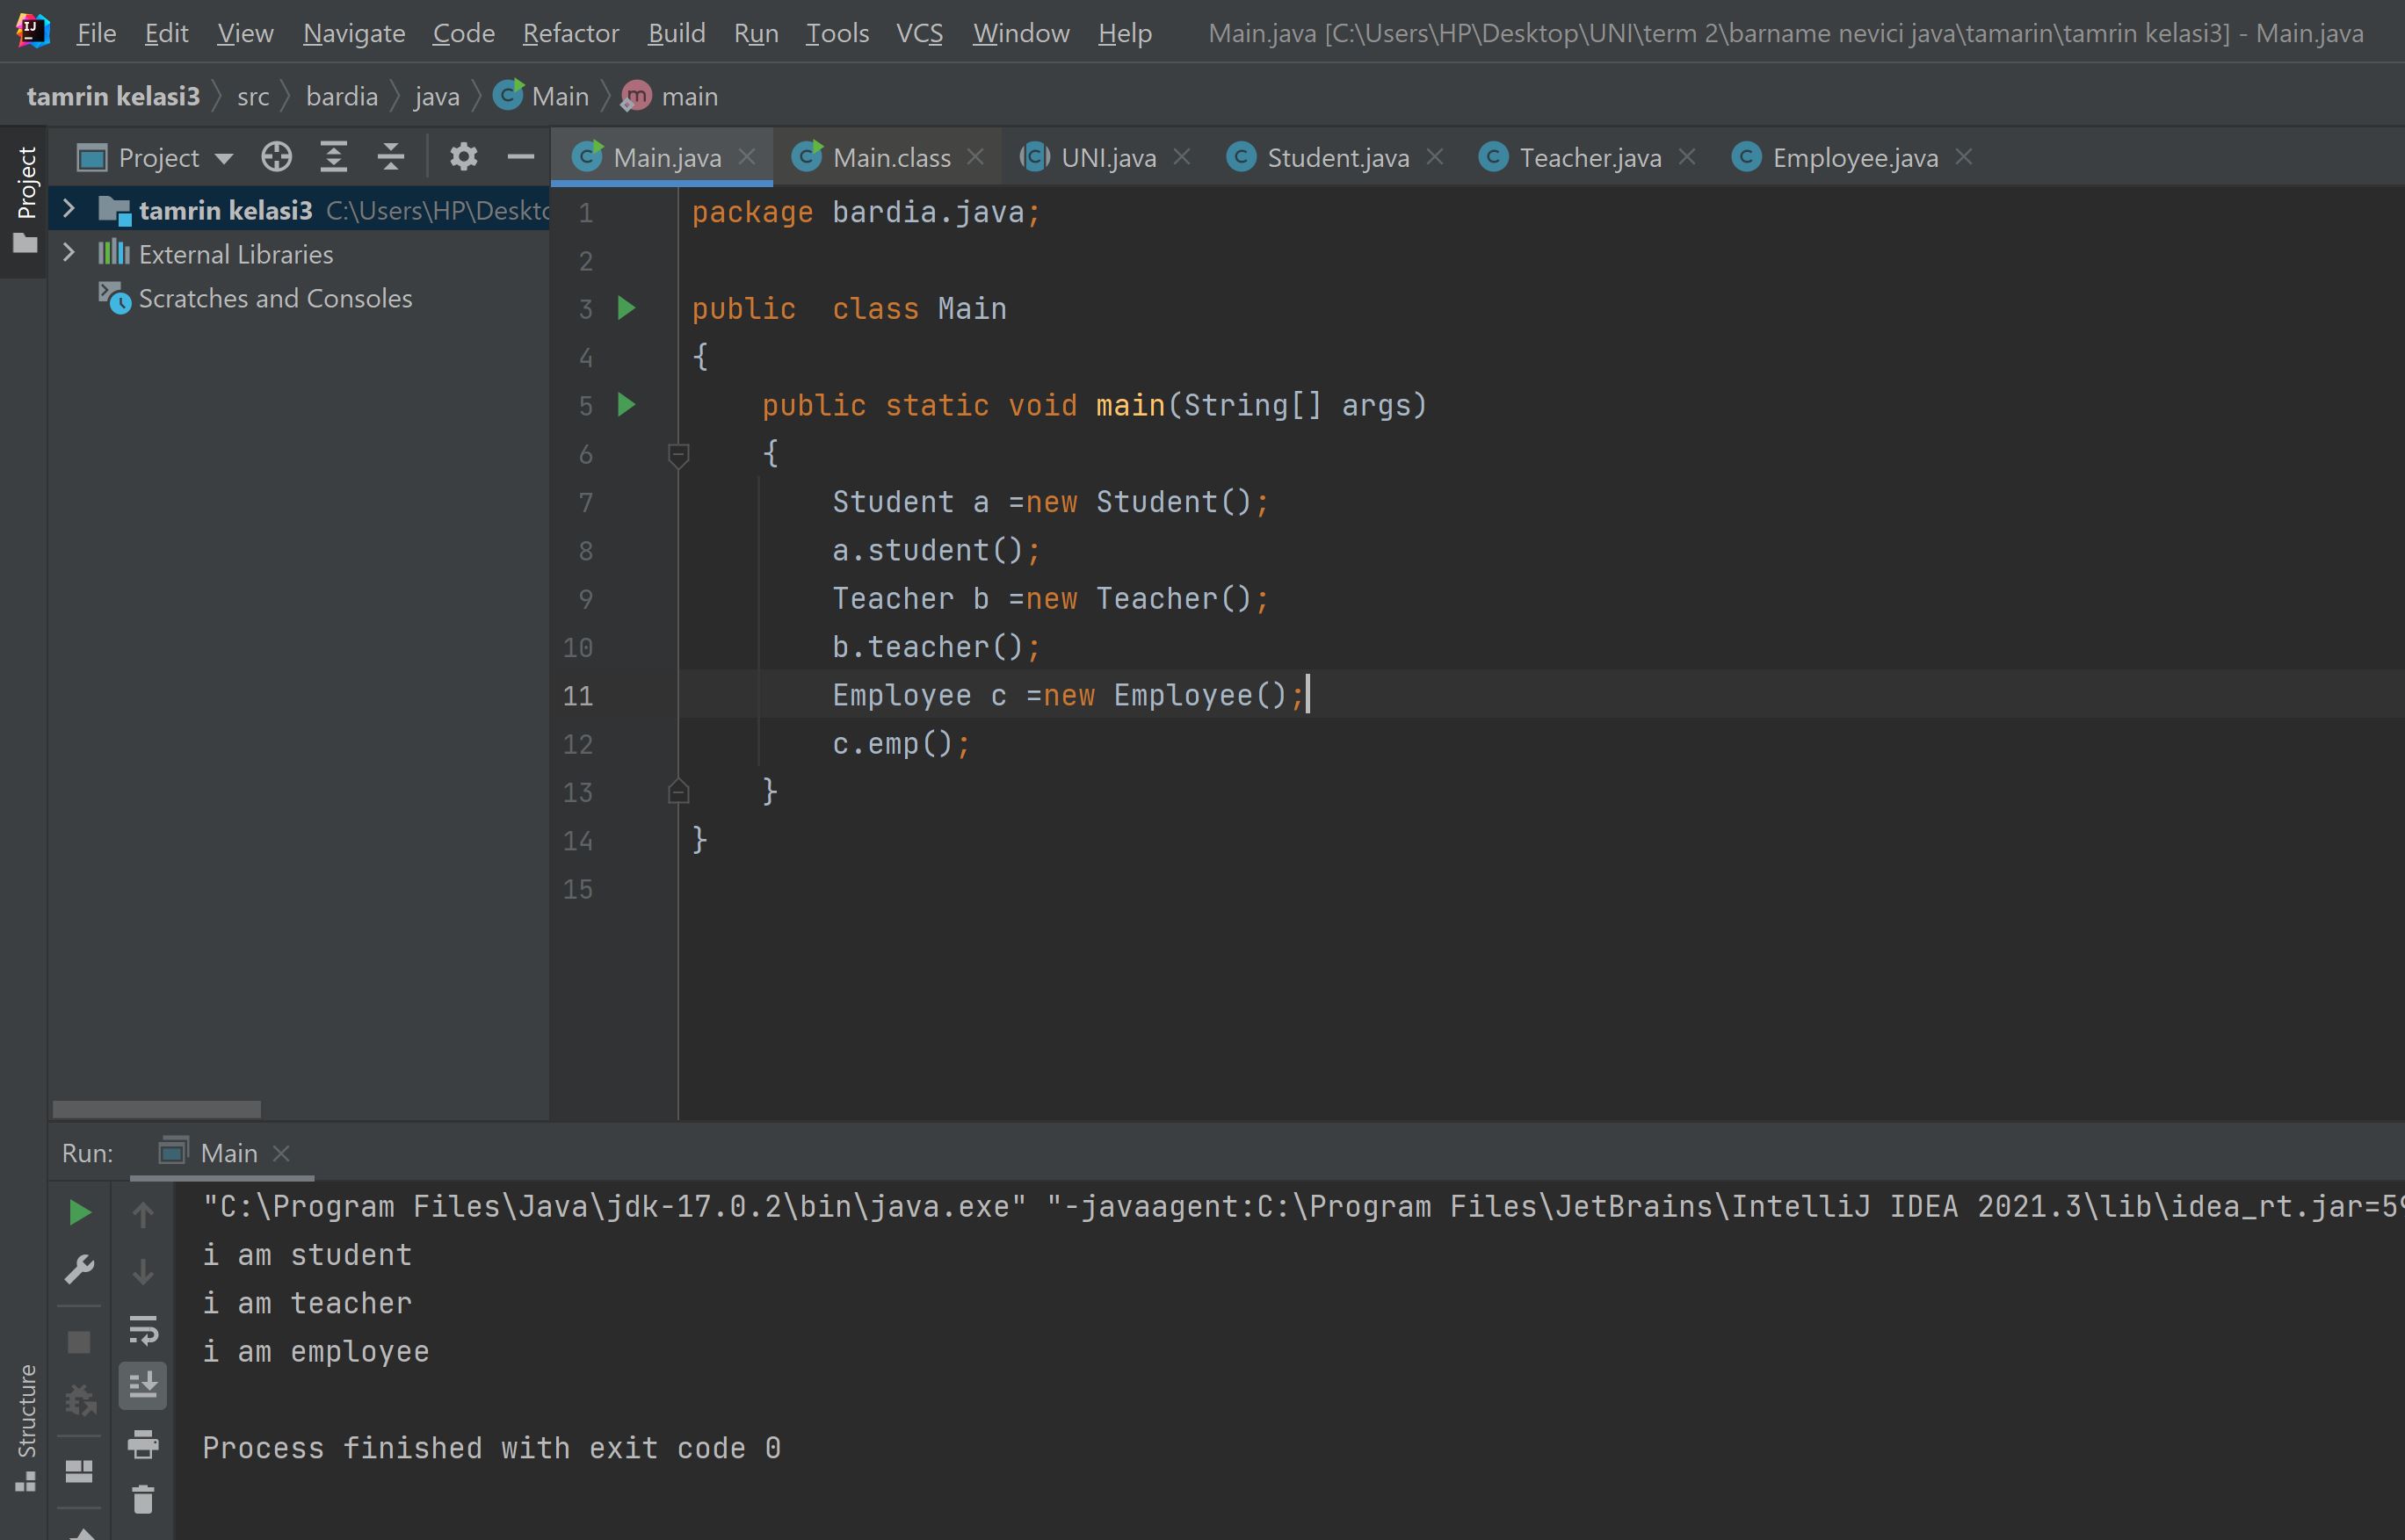 File Edit View Navigate Code Refactor Build Run Tools VCS Window Help Main.java [C:\Users\HP\Desktop\UNI\term 2\barname nevici java\tamarin\tamrin kelasi3] - Main.java
tamrin kelasi3 src bardia java Main main
Project
Project
Main.java Main.class UNI.java Student.java Teacher.java Employee.java
tamrin kelasi3 C:\Users\HP\Deskto
External Libraries
Scratches and Consoles
1 package bardia.java;
2
3 public  class Main
4 {
5     public static void main(String[] args)
6     {
7         Student a =new Student();
8         a.student();
9         Teacher b =new Teacher();
10         b.teacher();
11         Employee c =new Employee();
12         c.emp();
13     }
14 }
15
Run: Main
Structure
"C:\Program Files\Java\jdk-17.0.2\bin\java.exe" "-javaagent:C:\Program Files\JetBrains\IntelliJ IDEA 2021.3\lib\idea_rt.jar=59
i am student
i am teacher
i am employee
Process finished with exit code 0